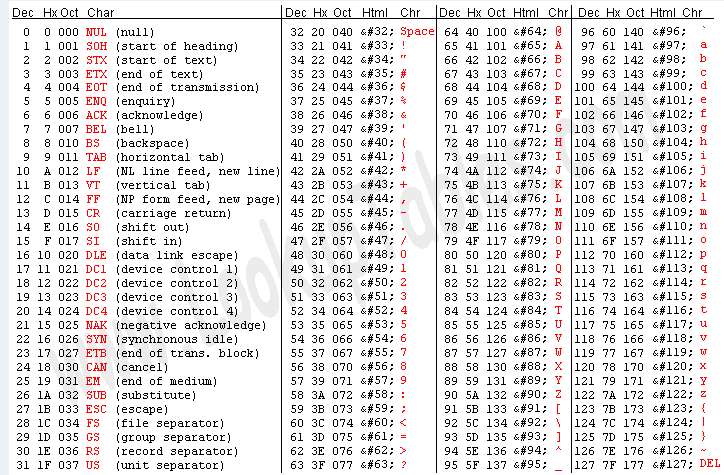 Dec Hx Oct Char Dec Hx Oct Html Chr Dec Hx Oct Html Chr Dec Hx Oct Html Chr
0 0 000 NUL (null) 32 20 040 &#32; Space 64 40 100 &#64; @ 96 60 140 &#96; `
1 1 001 SOH (start of heading) 33 21 041 &#33; ! 65 41 101 &#65; A 97 61 141 &#97; a
2 2 002 STX (start of text) 34 22 042 &#34; " 66 42 102 &#66; B 98 62 142 &#98; b
3 3 003 ETX (end of text) 35 23 043 &#35; # 67 43 103 &#67; C 99 63 143 &#99; c
4 4 004 EOT (end of transmission) 36 24 044 &#36; $ 68 44 104 &#68; D 100 64 144 &#100; d
5 5 005 ENQ (enquiry) 37 25 045 &#37; % 69 45 105 &#69; E 101 65 145 &#101; e
6 6 006 ACK (acknowledge) 38 26 046 &#38; & 70 46 106 &#70; F 102 66 146 &#102; f
7 7 007 BEL (bell) 39 27 047 &#39; ' 71 47 107 &#71; G 103 67 147 &#103; g
8 8 010 BS (backspace) 40 28 050 &#40; ( 72 48 110 &#72; H 104 68 150 &#104; h
9 9 011 TAB (horizontal tab) 41 29 051 &#41; ) 73 49 111 &#73; I 105 69 151 &#105; i
10 A 012 LF (NL line feed, new line) 42 2A 052 &#42; * 74 4A 112 &#74; J 106 6A 152 &#106; j
11 B 013 VT (vertical tab) 43 2B 053 &#43; + 75 4B 113 &#75; K 107 6B 153 &#107; k
12 C 014 FF (NP form feed, new page) 44 2C 054 &#44; , 76 4C 114 &#76; L 108 6C 154 &#108; l
13 D 015 CR (carriage return) 45 2D 055 &#45; - 77 4D 115 &#77; M 109 6D 155 &#109; m
14 E 016 SO (shift out) 46 2E 056 &#46; . 78 4E 116 &#78; N 110 6E 156 &#110; n
15 F 017 SI (shift in) 47 2F 057 &#47; / 79 4F 117 &#79; O 111 6F 157 &#111; o
16 10 020 DLE (data link escape) 48 30 060 &#48; 0 80 50 120 &#80; P 112 70 160 &#112; p
17 11 021 DC1 (device control 1) 49 31 061 &#49; 1 81 51 121 &#81; Q 113 71 161 &#113; q
18 12 022 DC2 (device control 2) 50 32 062 &#50; 2 82 52 122 &#82; R 114 72 162 &#114; r
19 13 023 DC3 (device control 3) 51 33 063 &#51; 3 83 53 123 &#83; S 115 73 163 &#115; s
20 14 024 DC4 (device control 4) 52 34 064 &#52; 4 84 54 124 &#84; T 116 74 164 &#116; t
21 15 025 NAK (negative acknowledge) 53 35 065 &#53; 5 85 55 125 &#85; U 117 75 165 &#117; u
22 16 026 SYN (synchronous idle) 54 36 066 &#54; 6 86 56 126 &#86; V 118 76 166 &#118; v
23 17 027 ETB (end of trans. block) 55 37 067 &#55; 7 87 57 127 &#87; W 119 77 167 &#119; w
24 18 030 CAN (cancel) 56 38 070 &#56; 8 88 58 130 &#88; X 120 78 170 &#120; x
25 19 031 EM (end of medium) 57 39 071 &#57; 9 89 59 131 &#89; Y 121 79 171 &#121; y
26 1A 032 SUB (substitute) 58 3A 072 &#58; : 90 5A 132 &#90; Z 122 7A 172 &#122; z
27 1B 033 ESC (escape) 59 3B 073 &#59; ; 91 5B 133 &#91; [ 123 7B 173 &#123; {
28 1C 034 FS (file separator) 60 3C 074 &#60; < 92 5C 134 &#92; \ 124 7C 174 &#124; |
29 1D 035 GS (group separator) 61 3D 075 &#61; = 93 5D 135 &#93; ] 125 7D 175 &#125; }
30 1E 036 RS (record separator) 62 3E 076 &#62; > 94 5E 136 &#94; ^ 126 7E 176 &#126; ~
31 1F 037 US (unit separator) 63 3F 077 &#63; ? 95 5F 137 &#95; _ 127 7F 177 &#127; DEL